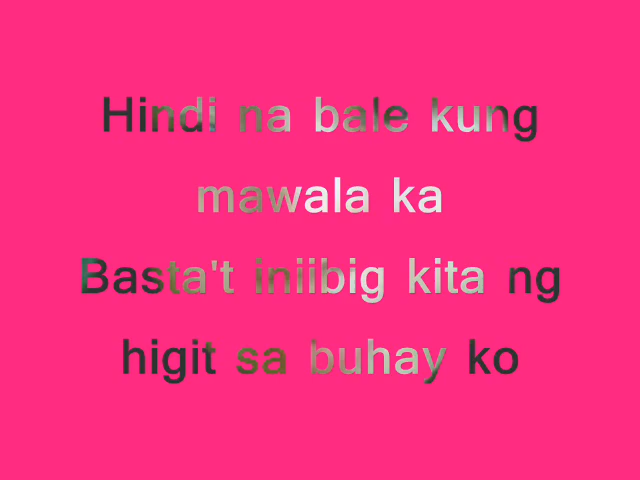 Hindi na bale kung
mawala ka
Basta't iniibig kita ng
higit sa buhay ko